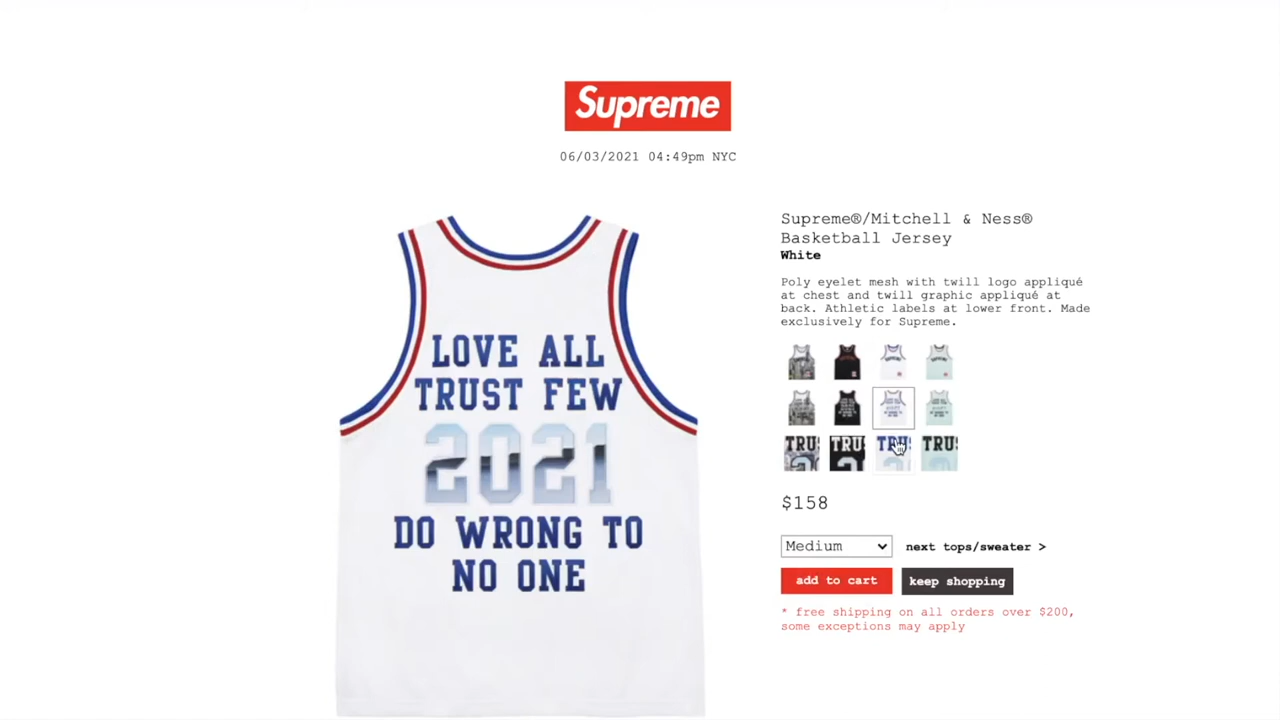 Supreme
06/03/2021 04:49pm NYC
LOVE ALL
TRUST FEW
2021
DO WRONG TO
NO ONE
Supreme®/Mitchell & Ness®
Basketball Jersey
White
Poly eyelet mesh with twill logo appliqué
at chest and twill graphic appliqué at
back. Athletic labels at lower front. Made
exclusively for Supreme.
$158
Medium
next tops/sweater >
add to cart
keep shopping
* free shipping on all orders over $200,
some exceptions may apply